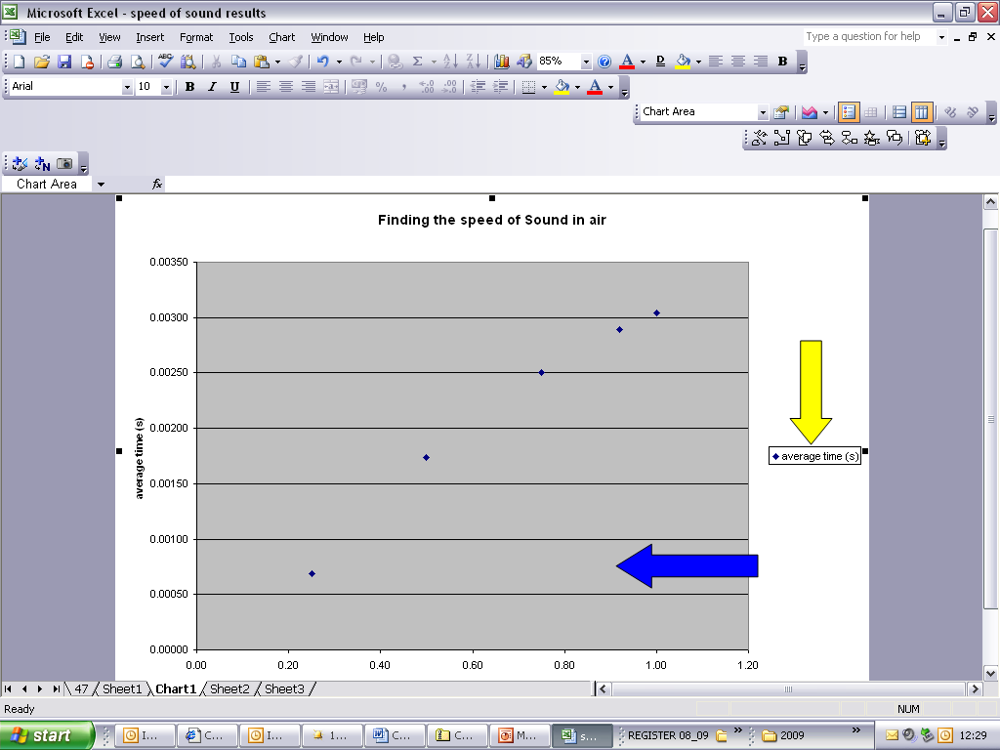 Microsoft Excel - speed of sound results
File Edit View Insert Format Tools Chart Window Help
Type a question for help
85%
Arial 10 B I U
Chart Area
Chart Area fx
Finding the speed of Sound in air
0.00350
0.00300
0.00250
0.00200
0.00150
0.00100
0.00050
0.00000
average time (s)
average time (s)
0.00 0.20 0.40 0.60 0.80 1.00 1.20
47 Sheet1 Chart1 Sheet2 Sheet3
Ready NUM
start I... C... I... 1... C... C... M... s... REGISTER 08_09 2009 12:29